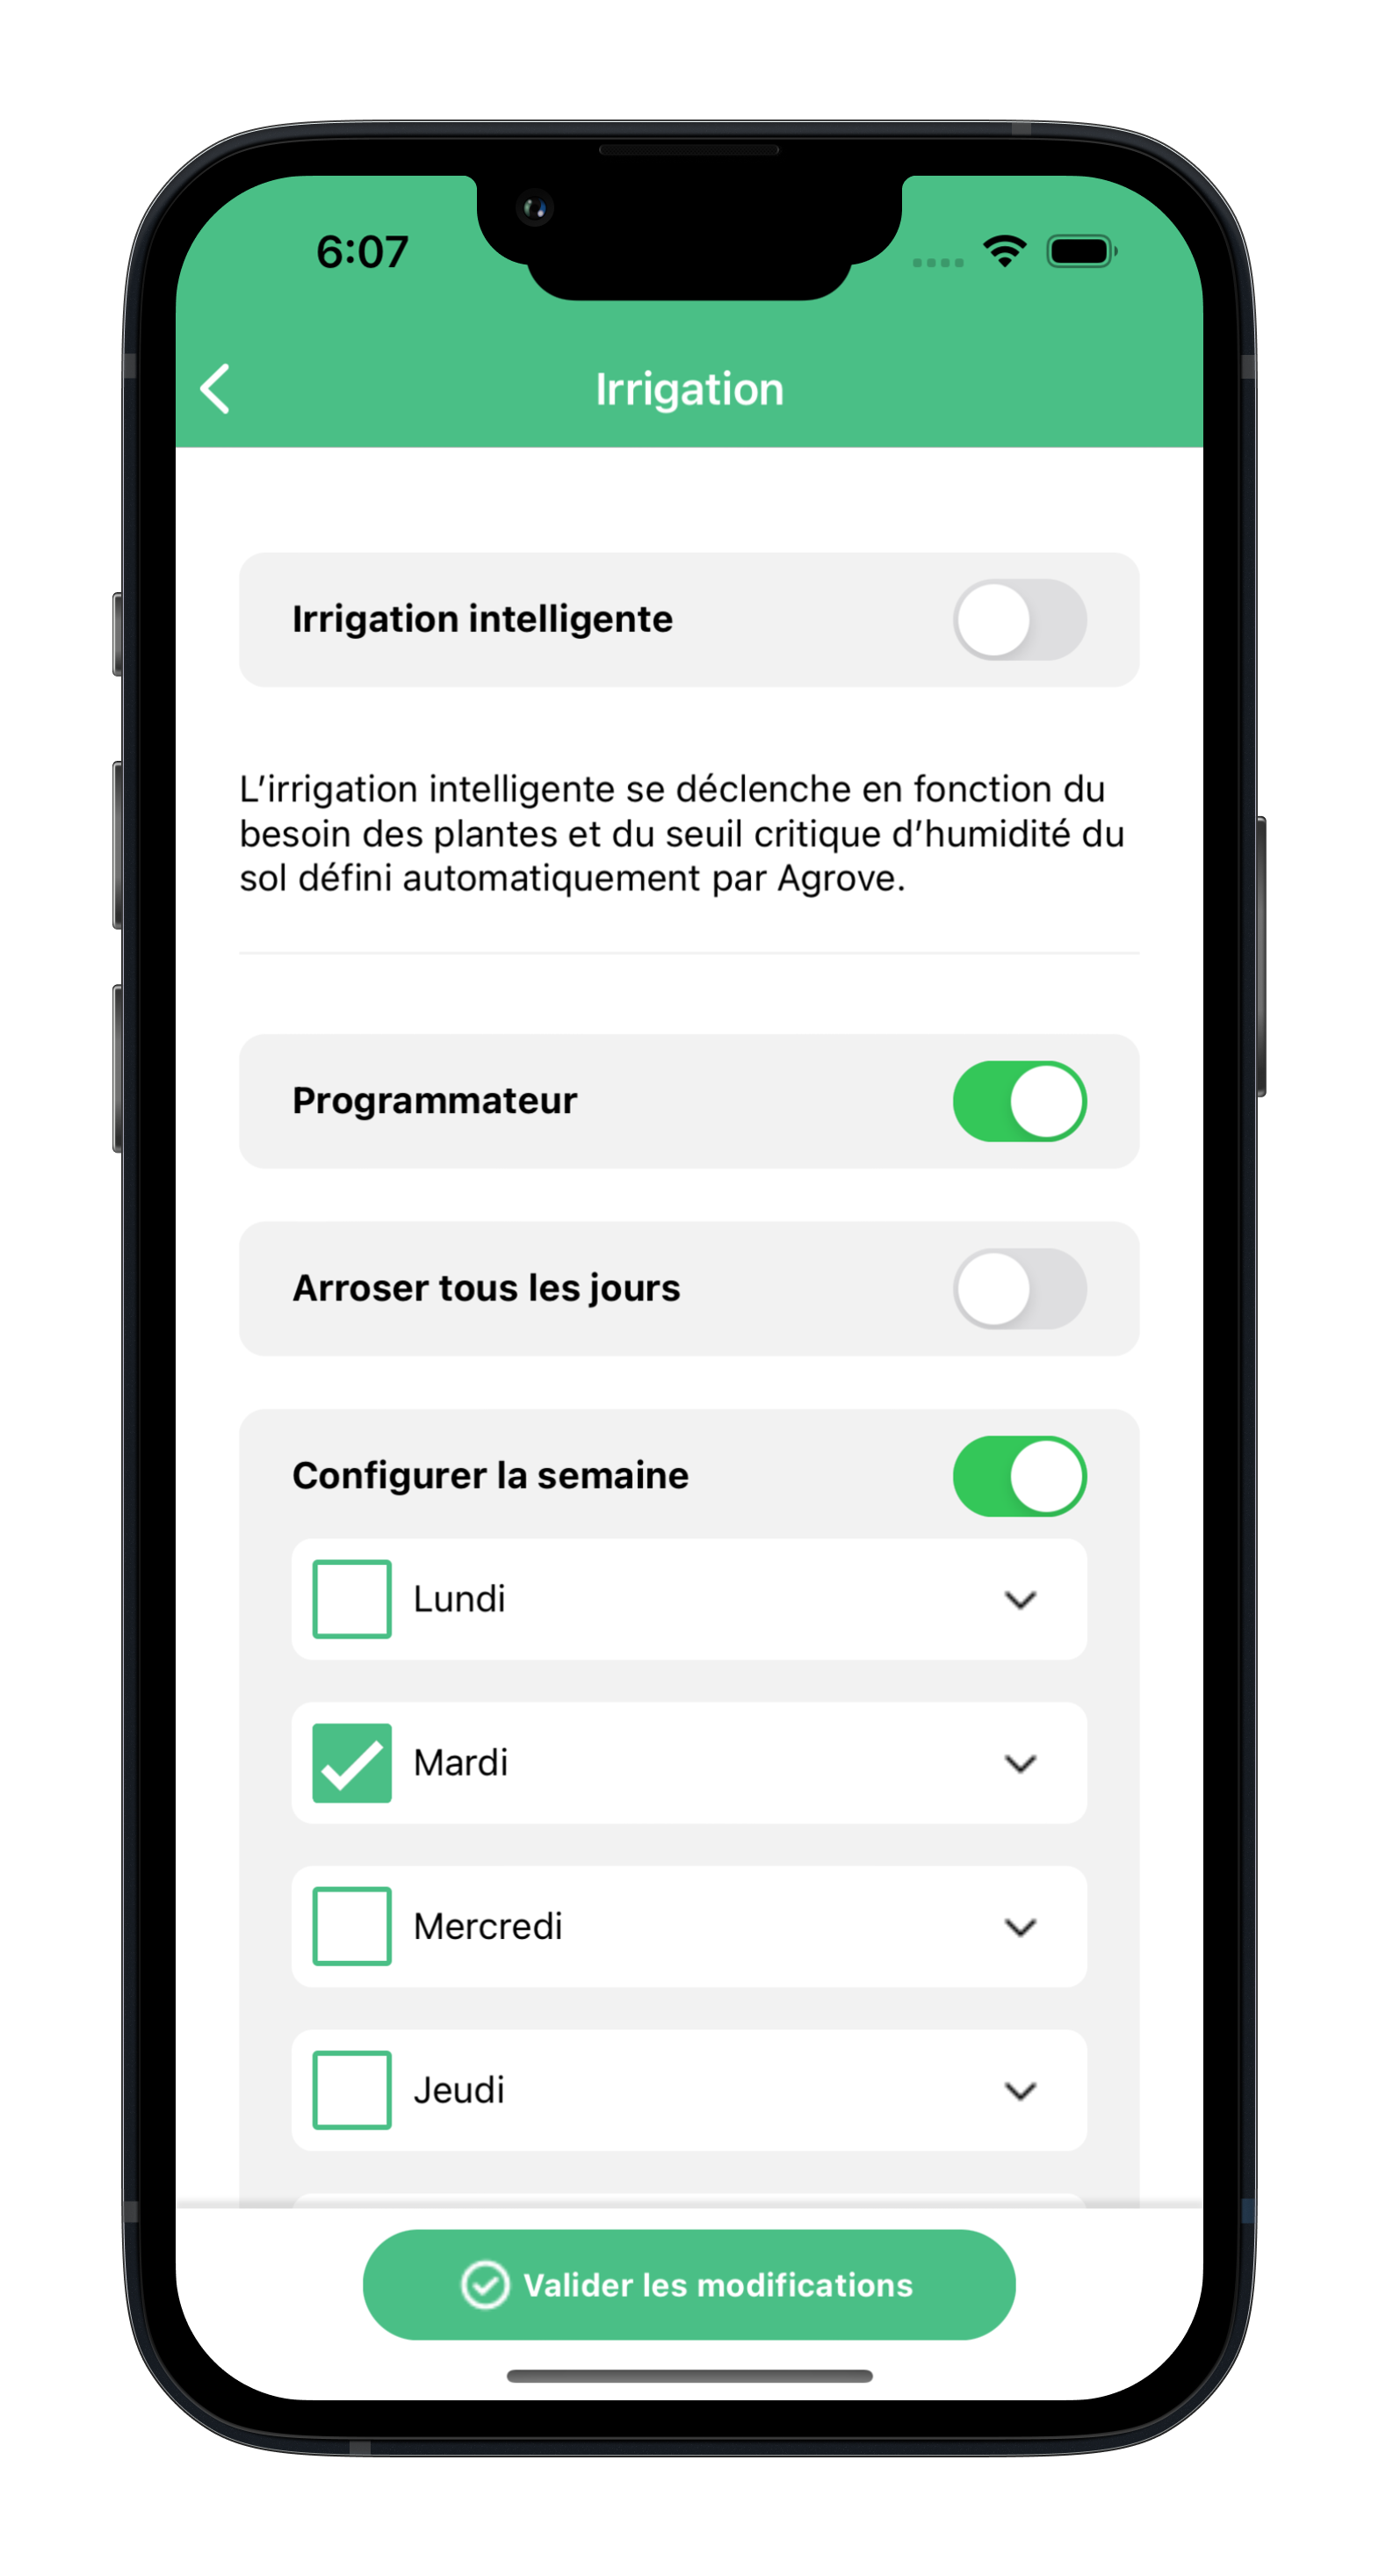 6:07
Irrigation
Irrigation intelligente
L’irrigation intelligente se déclenche en fonction du
besoin des plantes et du seuil critique d’humidité du
sol défini automatiquement par Agrove.
Programmateur
Arroser tous les jours
Configurer la semaine
Lundi
Mardi
Mercredi
Jeudi
Valider les modifications